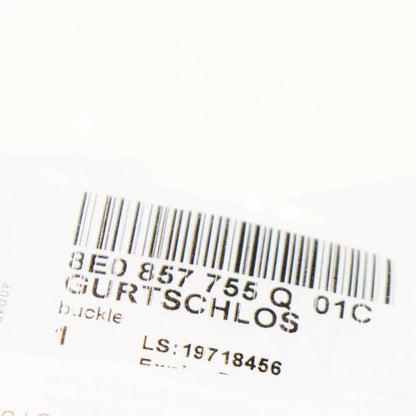 8E0 857 755 Q 01C
GURTSCHLOS
buckle
1
LS:19718456